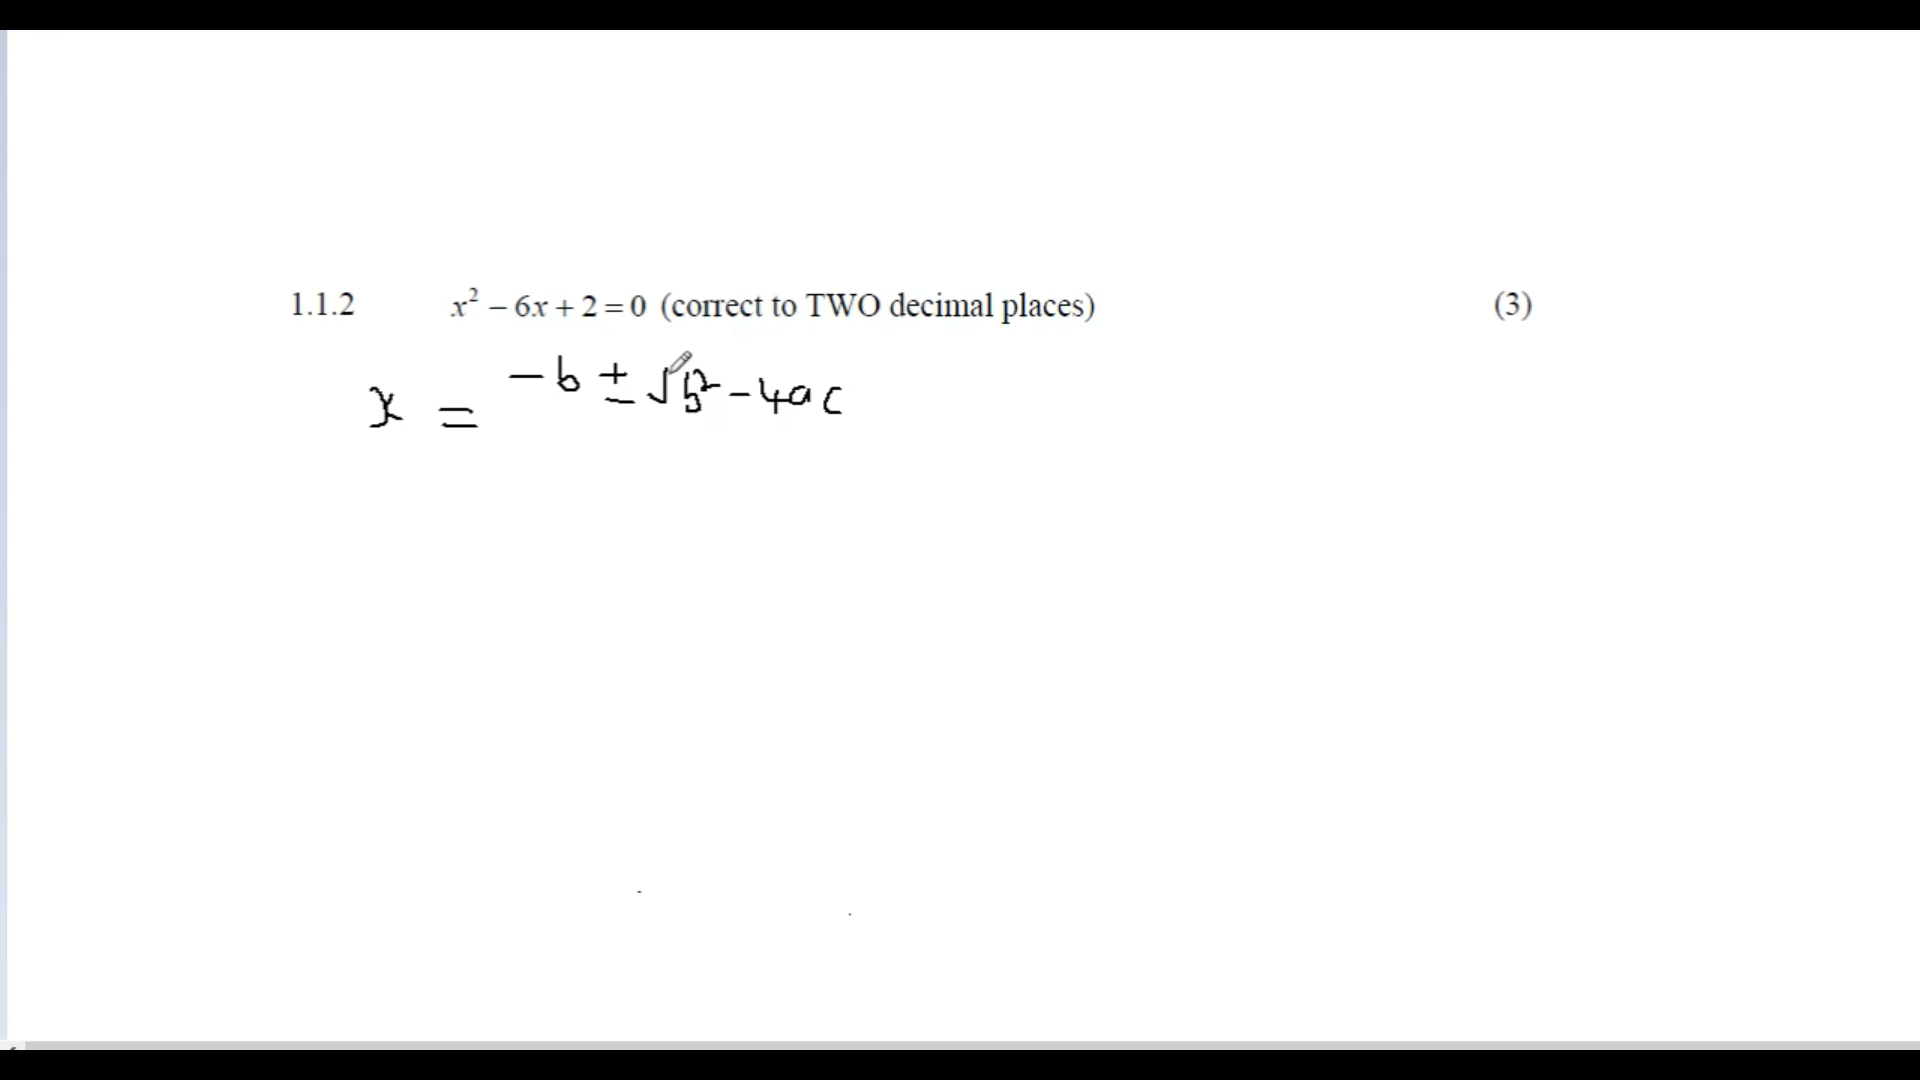 1.1.2 x² – 6x + 2 = 0 (correct to TWO decimal places) (3)
x = – b ± √b² – 4ac